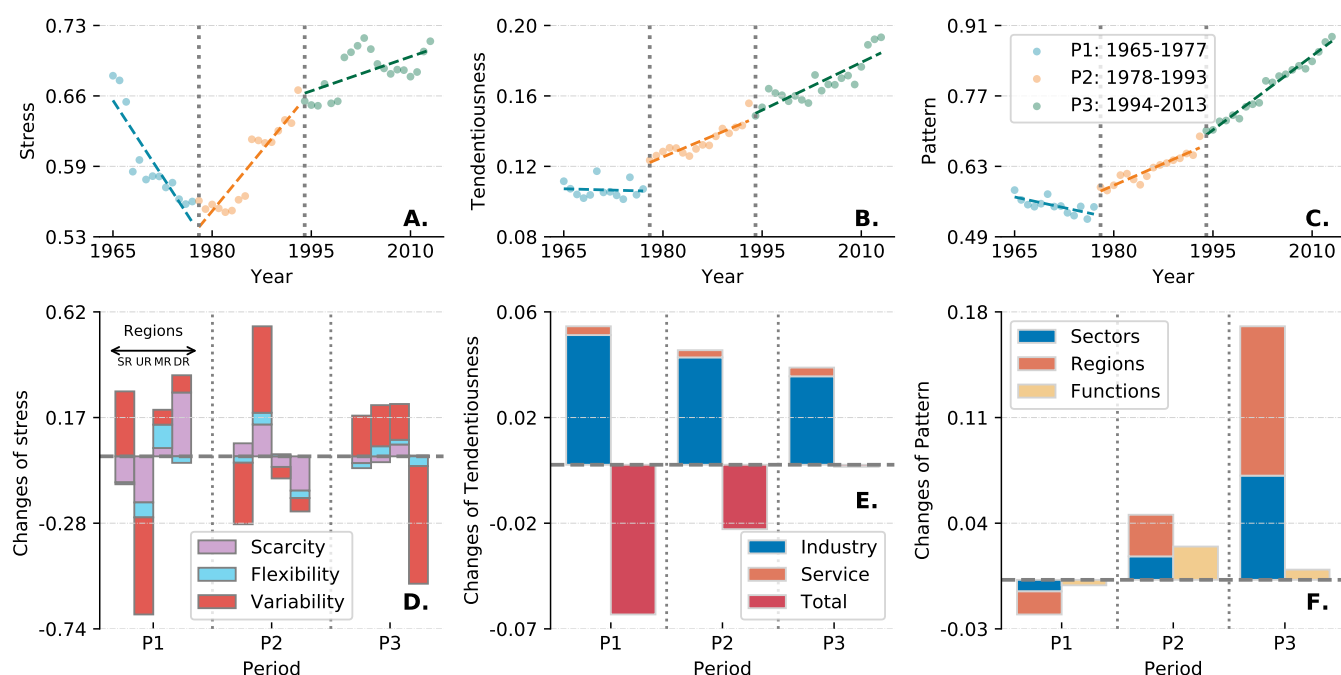 0.73
0.66
0.59
0.53
Stress
1965
1980
1995
2010
Year
A.
0.20
0.16
0.12
0.08
Tendentiousness
1965
1980
1995
2010
Year
B.
0.91
0.77
0.63
0.49
Pattern
P1: 1965-1977
P2: 1978-1993
P3: 1994-2013
1965
1980
1995
2010
Year
C.
0.62
0.17
-0.28
-0.74
Changes of stress
Regions
SR UR MR DR
Scarcity
Flexibility
Variability
D.
P1
P2
P3
Period
0.06
0.02
-0.02
-0.07
Changes of Tendentiousness
E.
Industry
Service
Total
P1
P2
P3
Period
0.18
0.11
0.04
-0.03
Changes of Pattern
Sectors
Regions
Functions
F.
P1
P2
P3
Period